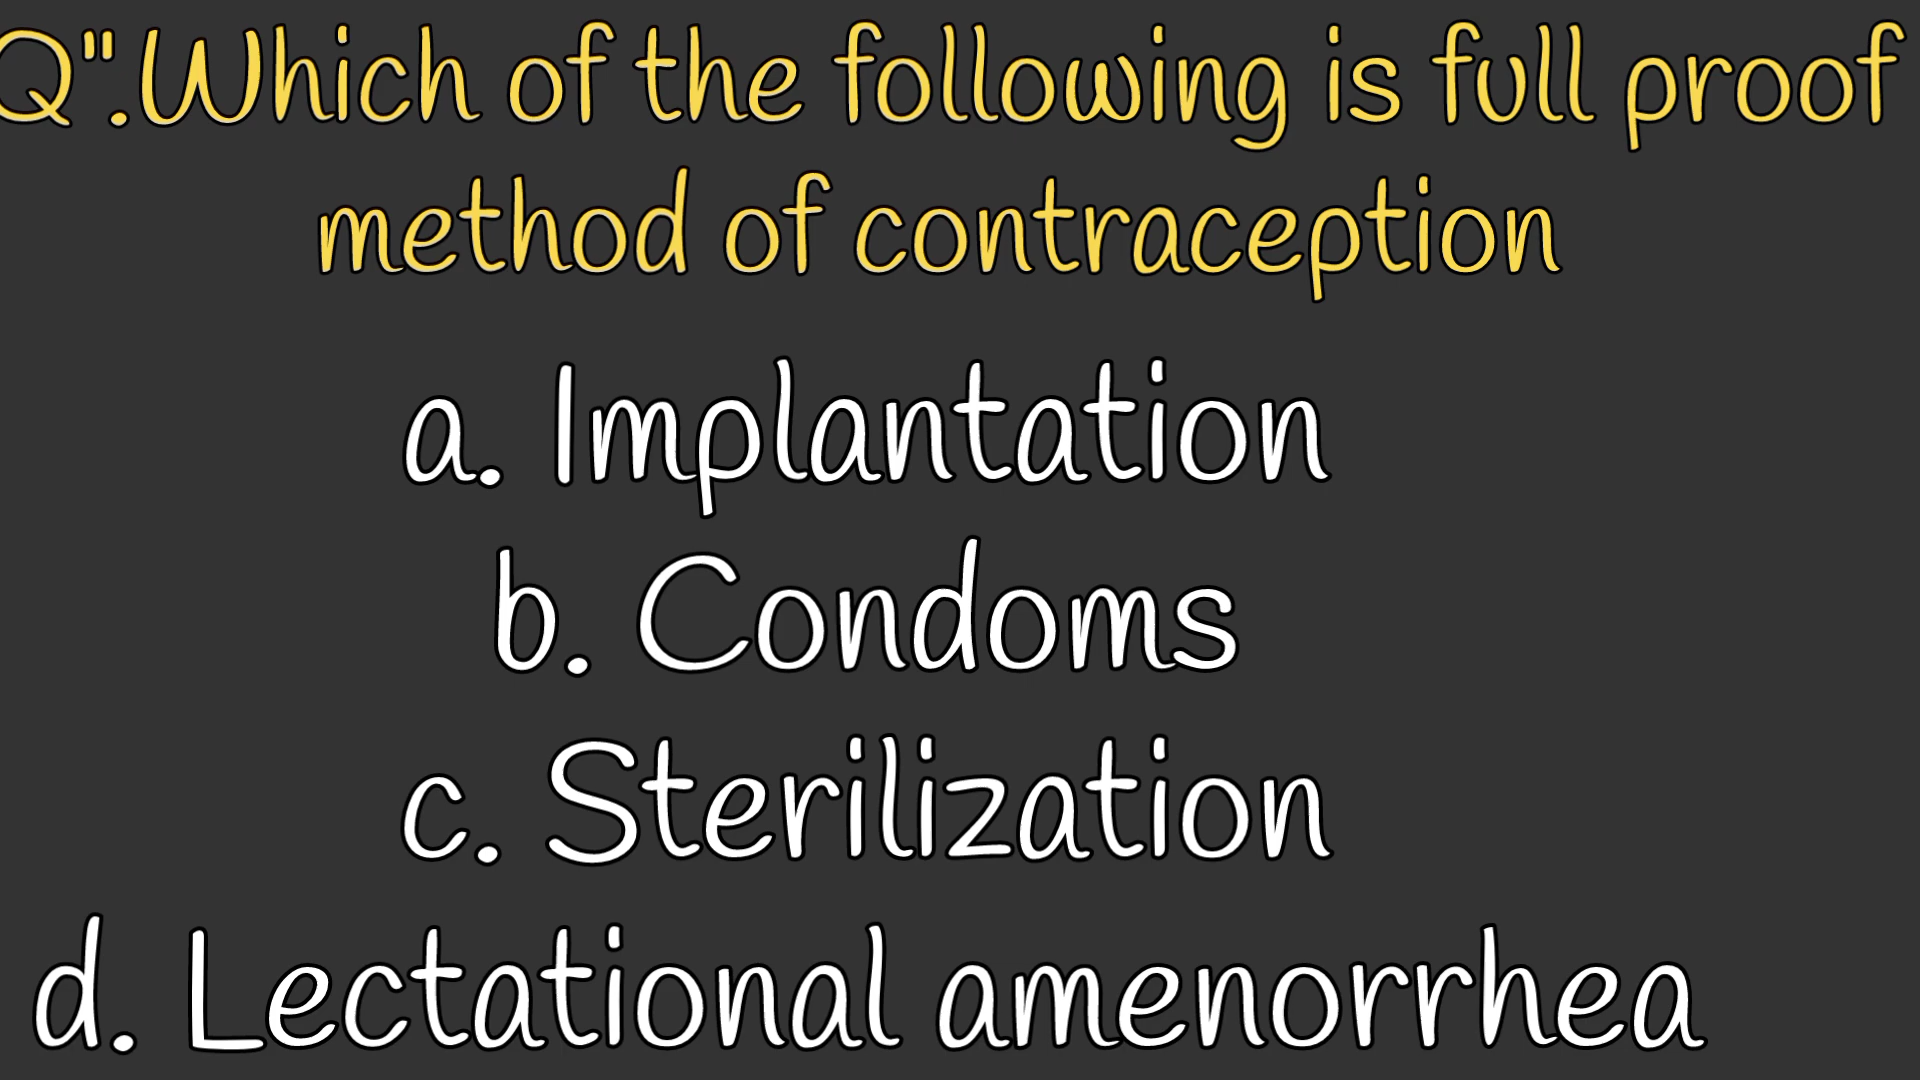 Q".Which of the following is full proof
method of contraception
a. Implantation
b. Condoms
c. Sterilization
d. Lectational amenorrhea